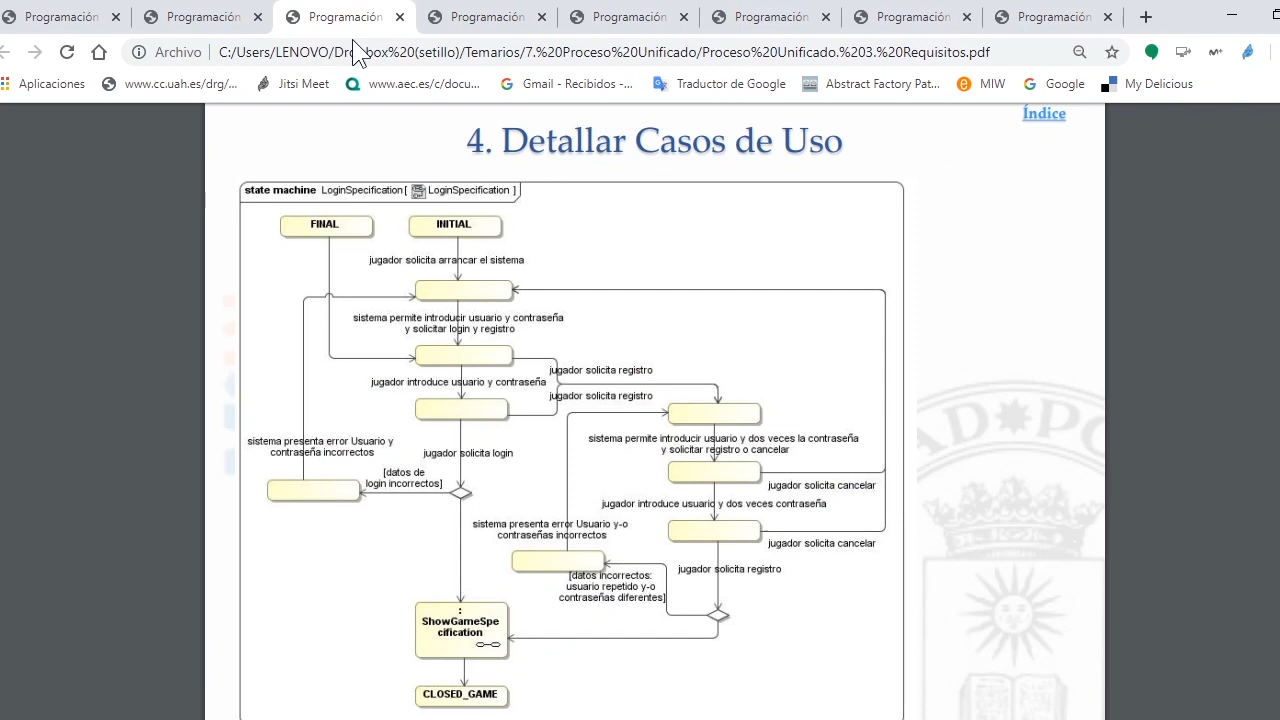 Programación
Programación
Programación
Programación
Programación
Programación
Programación
Programación
Archivo
C:/Users/LENOVO/Dropbox%20(setillo)/Temarios/7.%20Proceso%20Unificado/Proceso%20Unificado.%203.%20Requisitos.pdf
Aplicaciones
www.cc.uah.es/drg/...
Jitsi Meet
www.aec.es/c/docu...
Gmail - Recibidos -...
Traductor de Google
Abstract Factory Pat...
MIW
Google
My Delicious
Índice
4. Detallar Casos de Uso
state machine LoginSpecification[ LoginSpecification ]
FINAL
INITIAL
jugador solicita arrancar el sistema
sistema permite introducir usuario y contraseña
y solicitar login y registro
jugador solicita registro
jugador introduce usuario y contraseña
jugador solicita registro
sistema permite introducir usuario y dos veces la contraseña
y solicitar registro o cancelar
sistema presenta error Usuario y
contraseña incorrectos
jugador solicita login
[datos de
login incorrectos]
jugador solicita cancelar
jugador introduce usuario y dos veces contraseña
sistema presenta error Usuario y-o
contraseñas incorrectos
jugador solicita cancelar
jugador solicita registro
[datos incorrectos:
usuario repetido y-o
contraseñas diferentes]
:
ShowGameSpe
cification
CLOSED_GAME
AD PO